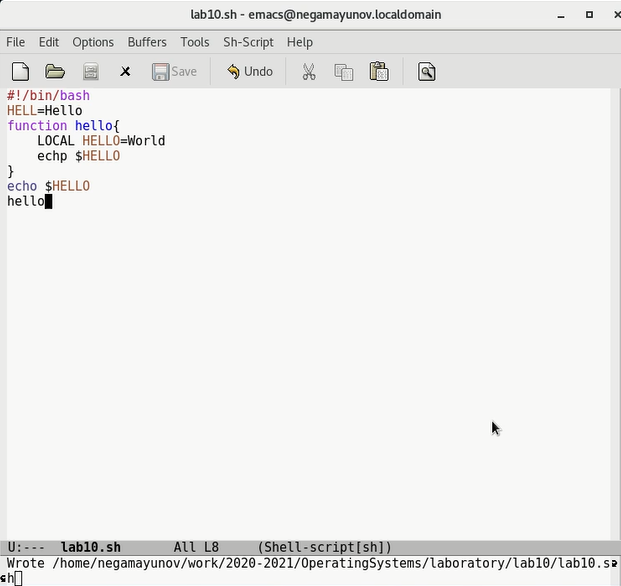 lab10.sh - emacs@negamayunov.localdomain
File Edit Options Buffers Tools Sh-Script Help
Save Undo
#!/bin/bash
HELL=Hello
function hello{
    LOCAL HELLO=World
    echp $HELLO
}
echo $HELLO
hello
U:--- lab10.sh All L8 (Shell-script[sh])
Wrote /home/negamayunov/work/2020-2021/OperatingSystems/laboratory/lab10/lab10.s
h